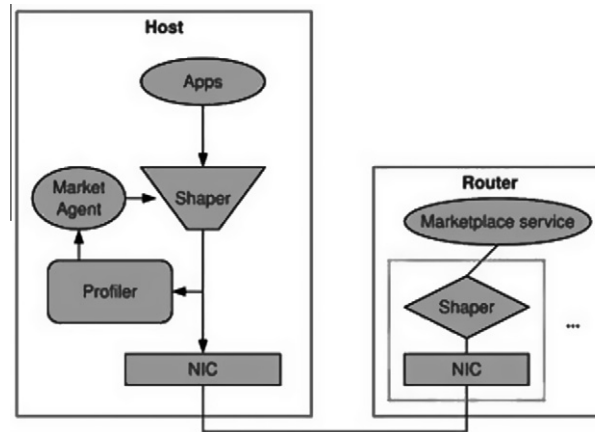 Host
Apps
Market
Agent
Shaper
Profiler
NIC
Router
Marketplace service
Shaper
...
NIC